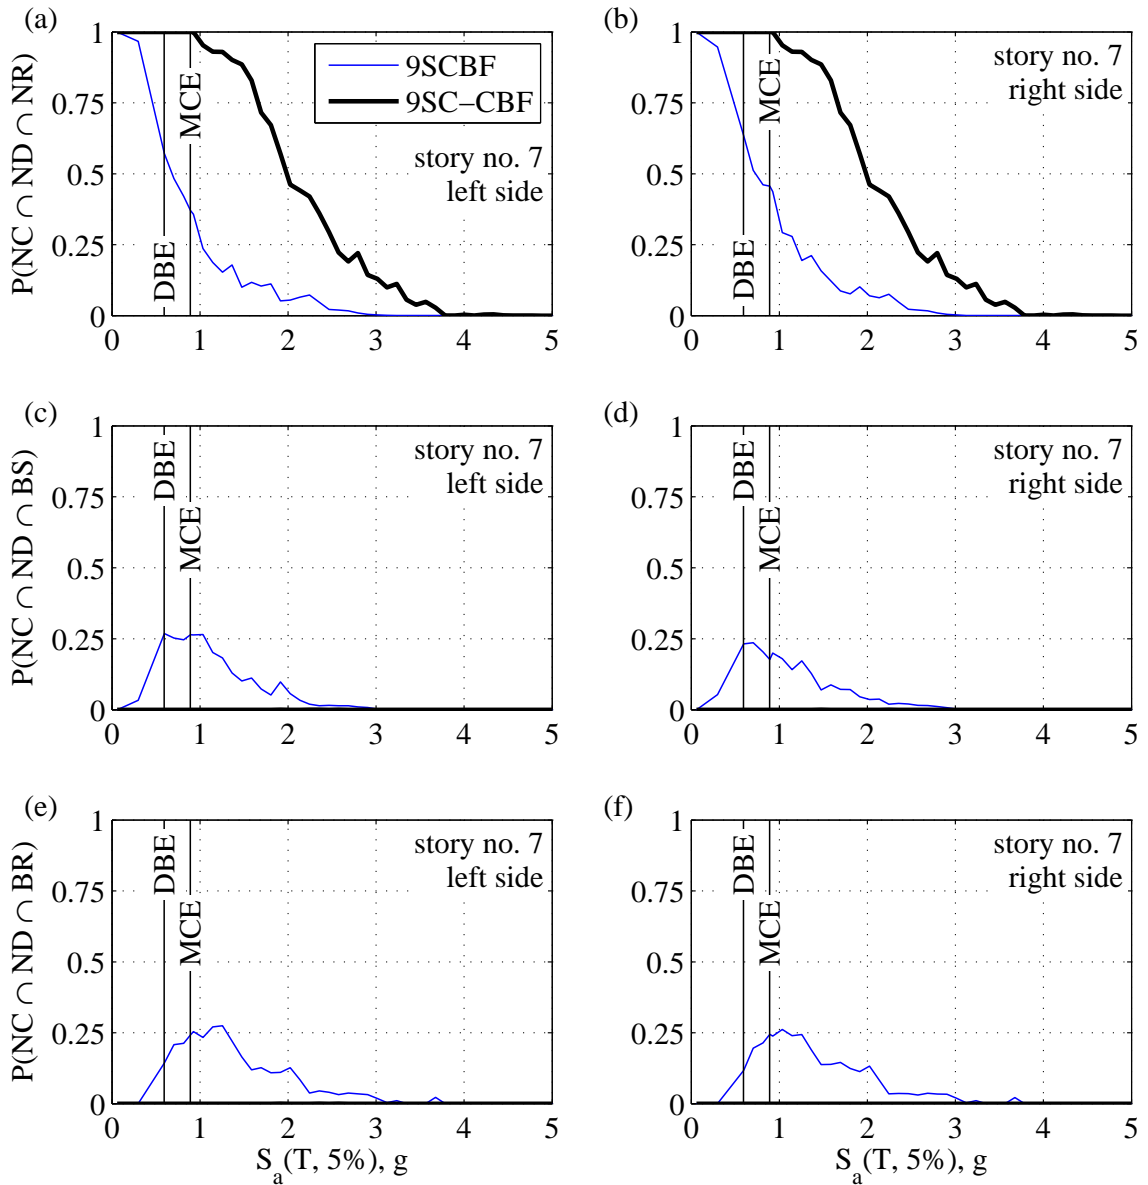 (a)
P(NC ∩ ND ∩ NR)
1
0.75
0.5
0.25
0
0 1 2 3 4 5
DBE
MCE
9SCBF
9SC−CBF
story no. 7
left side
(b)
1
0.75
0.5
0.25
0
0 1 2 3 4 5
DBE
MCE
story no. 7
right side
(c)
P(NC ∩ ND ∩ BS)
1
0.75
0.5
0.25
0
0 1 2 3 4 5
DBE
MCE
story no. 7
left side
(d)
1
0.75
0.5
0.25
0
0 1 2 3 4 5
DBE
MCE
story no. 7
right side
(e)
P(NC ∩ ND ∩ BR)
1
0.75
0.5
0.25
0
0 1 2 3 4 5
DBE
MCE
story no. 7
left side
S_a(T, 5%), g
(f)
1
0.75
0.5
0.25
0
0 1 2 3 4 5
DBE
MCE
story no. 7
right side
S_a(T, 5%), g